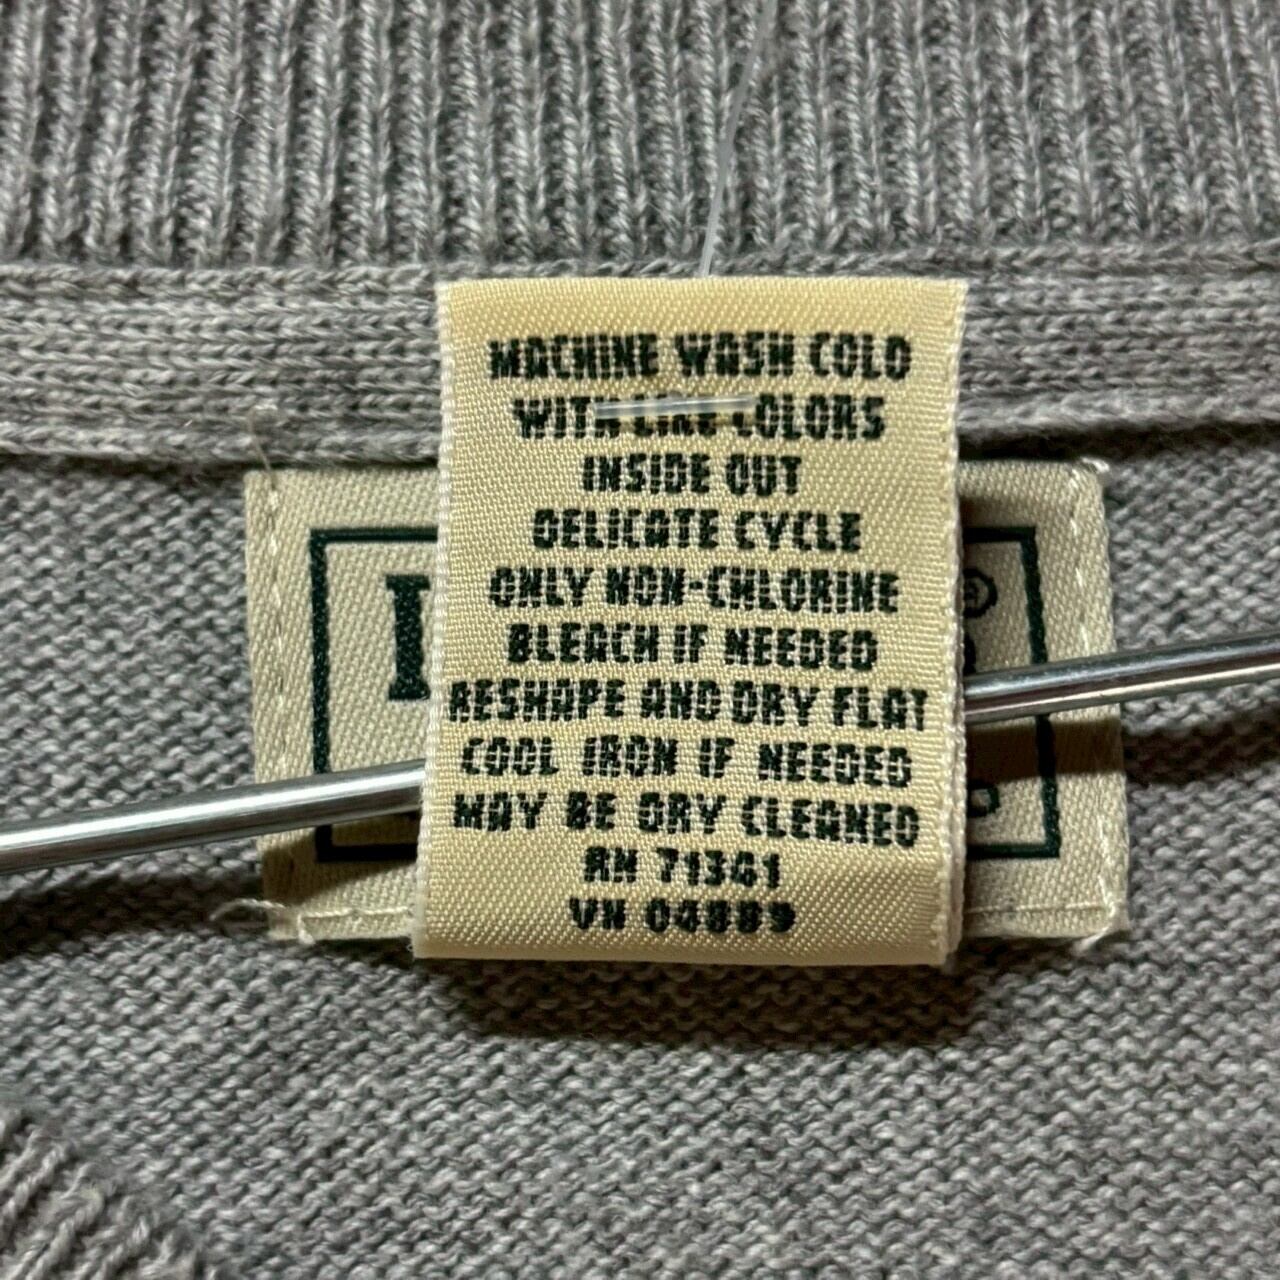 MACHINE WASH COLD
WITH LIKE COLORS
INSIDE OUT
DELICATE CYCLE
ONLY NON-CHLORINE
BLEACH IF NEEDED
RESHAPE AND DRY FLAT
COOL IRON IF NEEDED
MAY BE DRY CLEANED
RN 71341
VN 04889